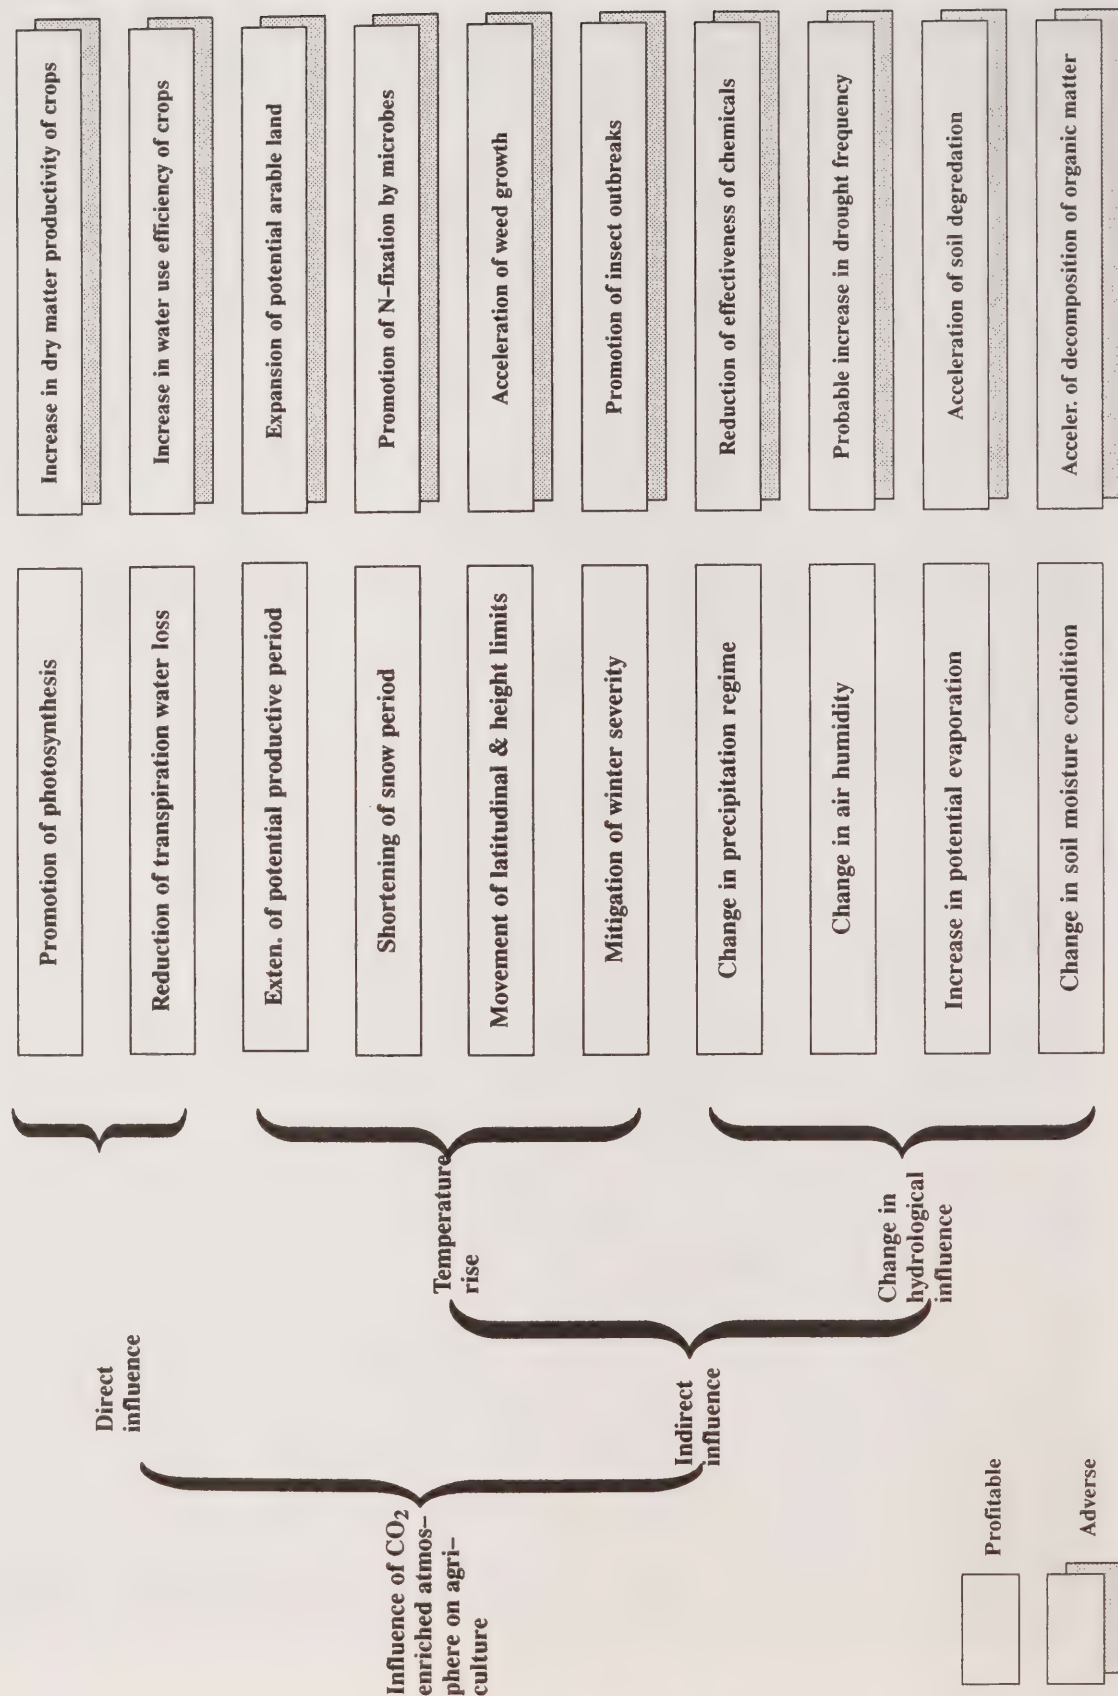 Influence of CO2
enriched atmos–
phere on agri–
culture
Direct
influence
Indirect
influence
Temperature
rise
Change in
hydrological
influence
Promotion of photosynthesis
Reduction of transpiration water loss
Exten. of potential productive period
Shortening of snow period
Movement of latitudinal & height limits
Mitigation of winter severity
Change in precipitation regime
Change in air humidity
Increase in potential evaporation
Change in soil moisture condition
Increase in dry matter productivity of crops
Increase in water use efficiency of crops
Expansion of potential arable land
Promotion of N–fixation by microbes
Acceleration of weed growth
Promotion of insect outbreaks
Reduction of effectiveness of chemicals
Probable increase in drought frequency
Acceleration of soil degredation
Acceler. of decomposition of organic matter
Profitable
Adverse